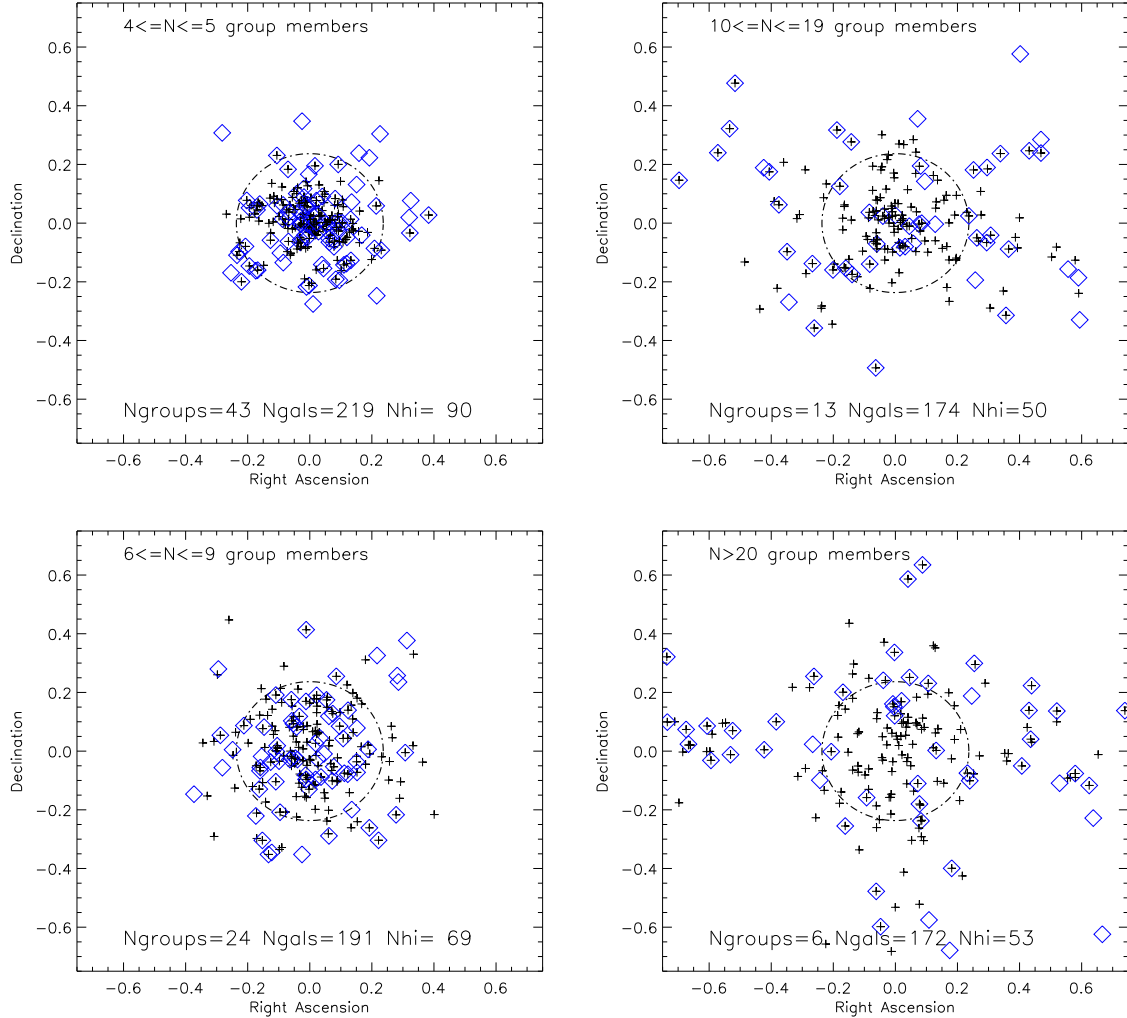 4<=N<=5 group members
0.6
0.4
0.2
0.0
−0.2
−0.4
−0.6
Declination
Ngroups=43 Ngals=219 Nhi= 90
−0.6 −0.4 −0.2 0.0 0.2 0.4 0.6
Right Ascension
10<=N<=19 group members
0.6
0.4
0.2
0.0
−0.2
−0.4
−0.6
Declination
Ngroups=13 Ngals=174 Nhi=50
−0.6 −0.4 −0.2 0.0 0.2 0.4 0.6
Right Ascension
6<=N<=9 group members
0.6
0.4
0.2
0.0
−0.2
−0.4
−0.6
Declination
Ngroups=24 Ngals=191 Nhi= 69
−0.6 −0.4 −0.2 0.0 0.2 0.4 0.6
Right Ascension
N>20 group members
0.6
0.4
0.2
0.0
−0.2
−0.4
−0.6
Declination
Ngroups=6 Ngals=172 Nhi=53
−0.6 −0.4 −0.2 0.0 0.2 0.4 0.6
Right Ascension